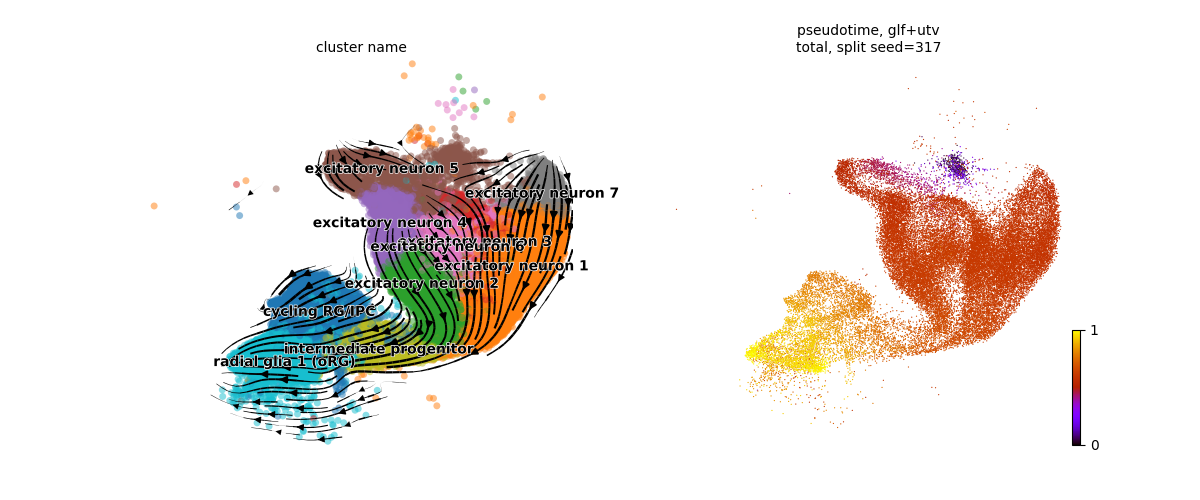 cluster name
pseudotime, glf+utv
total, split seed=317
excitatory neuron 5
excitatory neuron 7
excitatory neuron 4
excitatory neuron 3
excitatory neuron 6
excitatory neuron 1
excitatory neuron 2
cycling RG/IPC
intermediate progenitor
radial glia 1 (oRG)
1
0